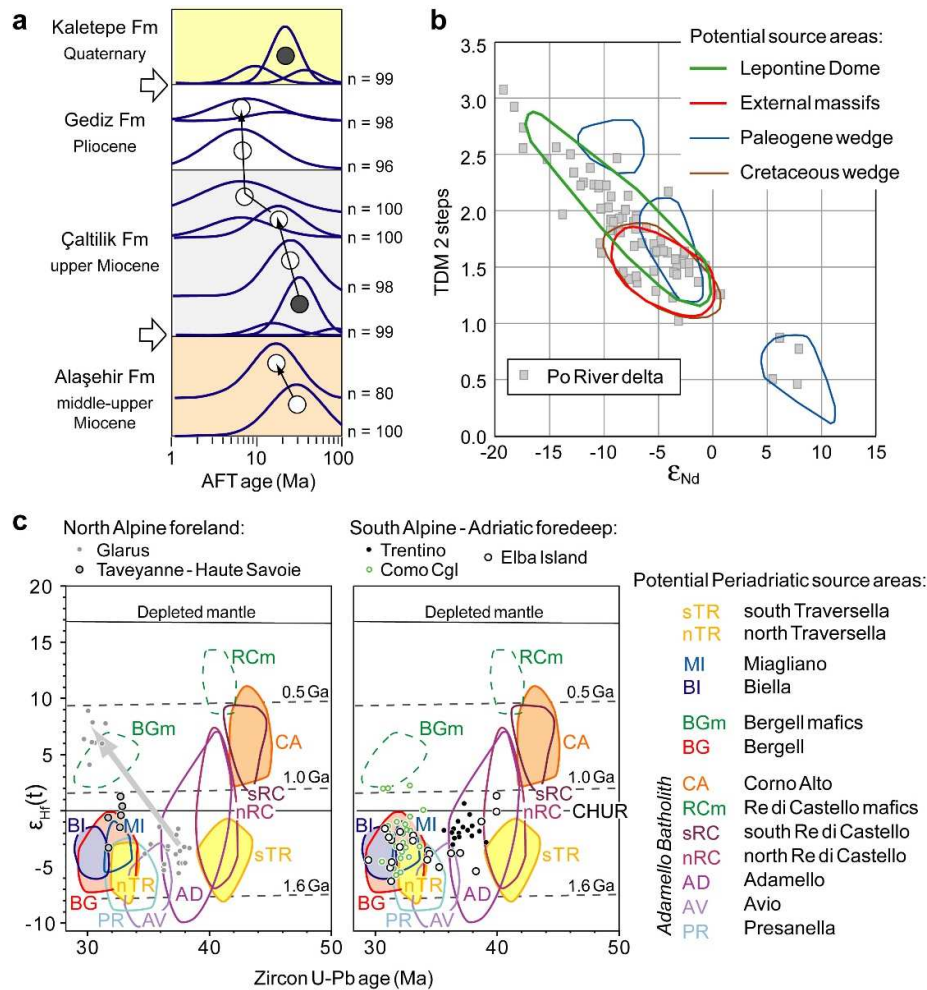 a
Kaletepe Fm
Quaternary
n = 99
Gediz Fm
Pliocene
n = 98
n = 96
Çaltilik Fm
upper Miocene
n = 100
n = 100
n = 98
n = 99
Alaşehir Fm
middle-upper
Miocene
n = 80
n = 100
1 10 100
AFT age (Ma)
b
TDM 2 steps
3.5
3.0
2.5
2.0
1.5
1.0
0.5
0.0
-20 -15 -10 -5 0 5 10 15
εNd
Potential source areas:
Lepontine Dome
External massifs
Paleogene wedge
Cretaceous wedge
Po River delta
c
North Alpine foreland:
Glarus
Taveyanne - Haute Savoie
South Alpine - Adriatic foredeep:
Trentino
Como Cgl
Elba Island
εHf(t)
20
15
10
5
0
-5
-10
Depleted mantle
RCm
0.5 Ga
BGm
CA
1.0 Ga
sRC
nRC
BI
MI
sTR
nTR
1.6 Ga
BG
AD
PR
AV
30 40 50
Depleted mantle
RCm
0.5 Ga
BGm
CA
1.0 Ga
sRC
nRC
CHUR
BI
MI
sTR
nTR
1.6 Ga
BG
AD
PR
AV
30 40 50
Zircon U-Pb age (Ma)
Potential Periadriatic source areas:
sTR south Traversella
nTR north Traversella
MI Miagliano
BI Biella
BGm Bergell mafics
BG Bergell
Adamello Batholith
CA Corno Alto
RCm Re di Castello mafics
sRC south Re di Castello
nRC north Re di Castello
AD Adamello
AV Avio
PR Presanella